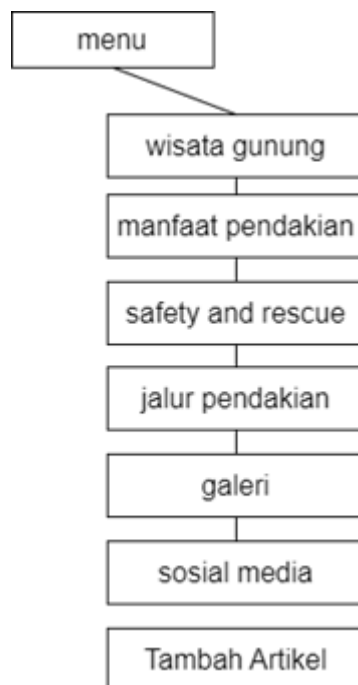 menu
wisata gunung
manfaat pendakian
safety and rescue
jalur pendakian
galeri
sosial media
Tambah Artikel